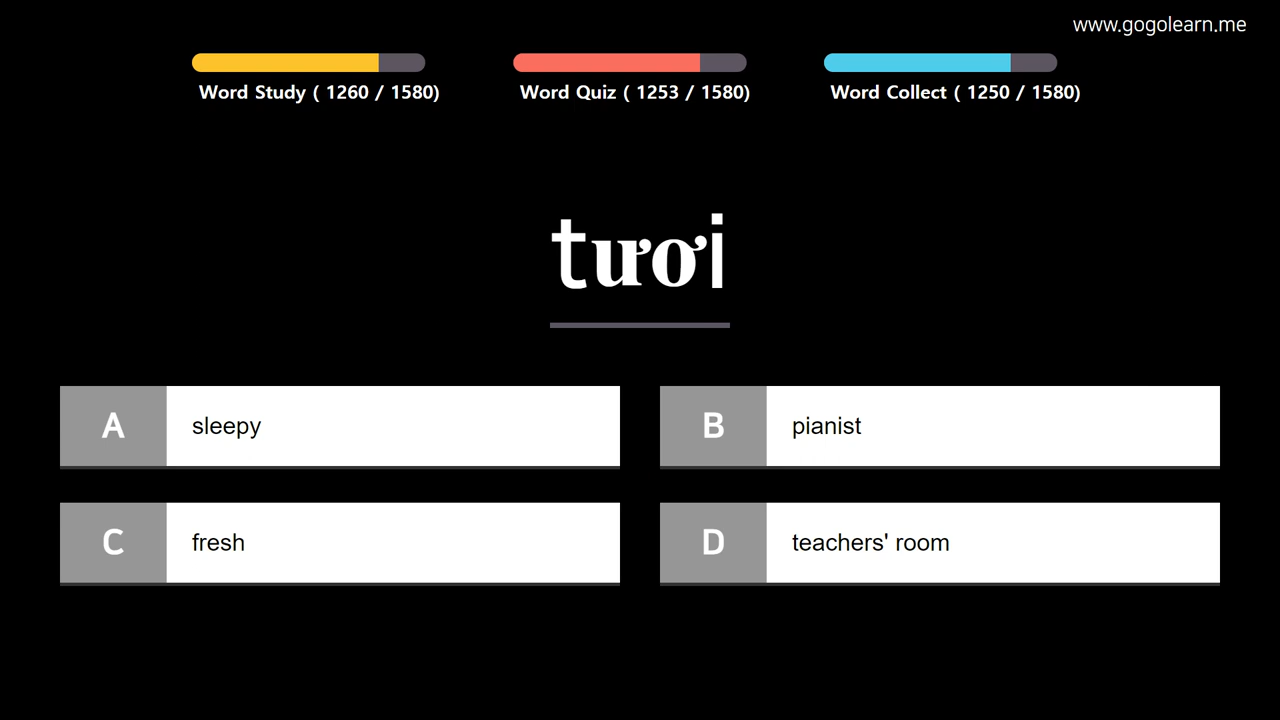 www.gogolearn.me
Word Study ( 1260 / 1580)
Word Quiz ( 1253 / 1580)
Word Collect ( 1250 / 1580)
tươi
A sleepy
B pianist
C fresh
D teachers' room